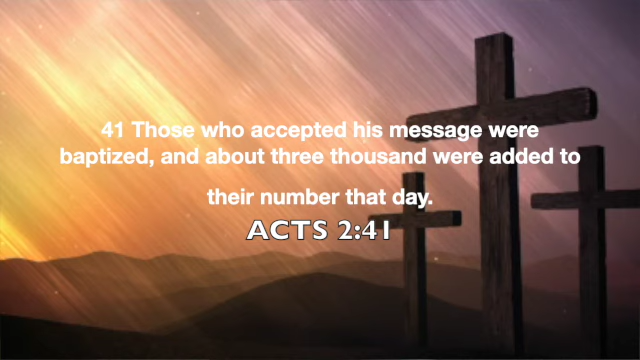 41 Those who accepted his message were
baptized, and about three thousand were added to
their number that day.
ACTS 2:41